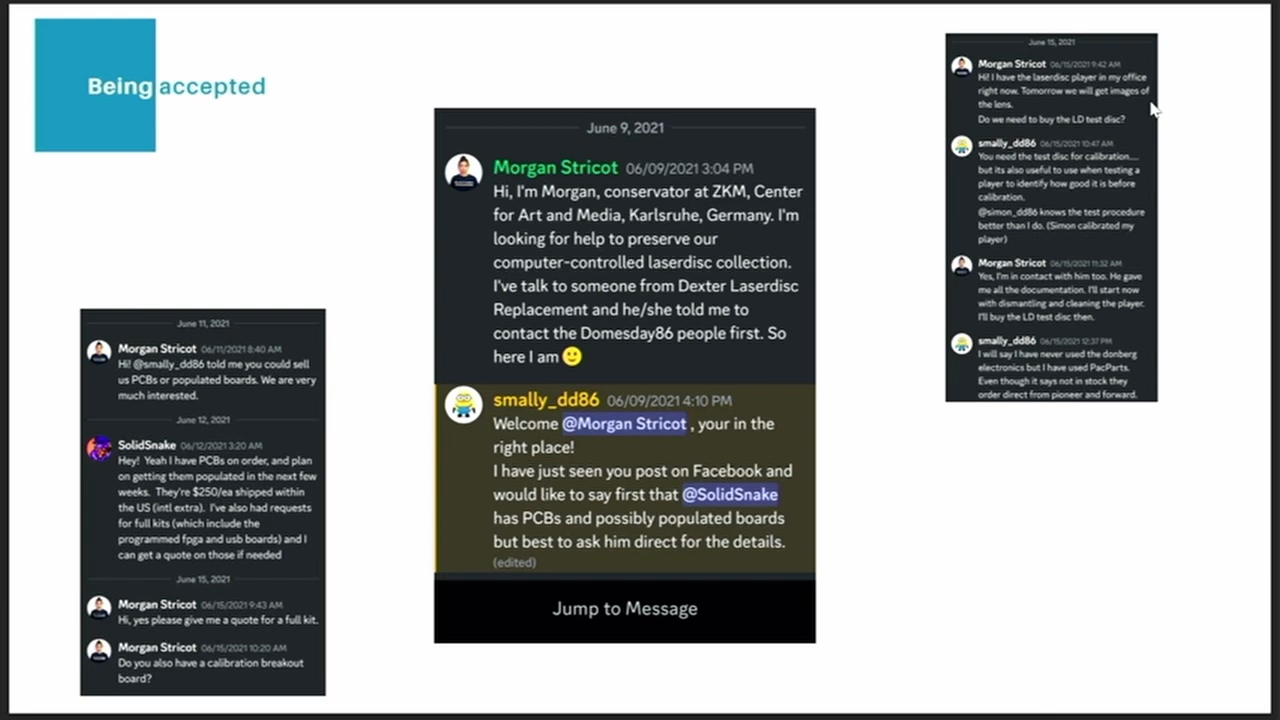 Being accepted
June 9, 2021
Morgan Stricot 06/09/2021 3:04 PM
Hi, I'm Morgan, conservator at ZKM, Center
for Art and Media, Karlsruhe, Germany. I'm
looking for help to preserve our
computer-controlled laserdisc collection.
I've talk to someone from Dexter Laserdisc
Replacement and he/she told me to
contact the Domesday86 people first. So
here I am 🙂
smally_dd86 06/09/2021 4:10 PM
Welcome @Morgan Stricot , your in the
right place!
I have just seen you post on Facebook and
would like to say first that @SolidSnake
has PCBs and possibly populated boards
but best to ask him direct for the details.
(edited)
Jump to Message
June 11, 2021
Morgan Stricot 06/11/2021 8:40 AM
Hi! @smally_dd86 told me you could sell
us PCBs or populated boards. We are very
much interested.
June 12, 2021
SolidSnake 06/12/2021 3:20 AM
Hey! Yeah I have PCBs on order, and plan
on getting them populated in the next few
weeks. They're $250/ea shipped within
the US (intl extra). I've also had requests
for full kits (which include the
programmed fpga and usb boards) and I
can get a quote on those if needed
June 15, 2021
Morgan Stricot 06/15/2021 9:43 AM
Hi, yes please give me a quote for a full kit.
Morgan Stricot 06/15/2021 10:20 AM
Do you also have a calibration breakout
board?
June 15, 2021
Morgan Stricot 06/15/2021 9:42 AM
Hi! I have the laserdisc player in my office
right now. Tomorrow we will get images of
the lens.
Do we need to buy the LD test disc?
smally_dd86 06/15/2021 10:47 AM
You need the test disc for calibration....
but its also useful to use when testing a
player to identify how good it is before
calibration.
@simon_dd86 knows the test procedure
better than I do. (Simon calibrated my
player)
Morgan Stricot 06/15/2021 11:32 AM
Yes, I'm in contact with him too. He gave
me all the documentation. I'll start now
with dismantling and cleaning the player.
I'll buy the LD test disc then.
smally_dd86 06/15/2021 12:37 PM
I will say I have never used the donberg
electronics but I have used PacParts.
Even though it says not in stock they
order direct from pioneer and forward.